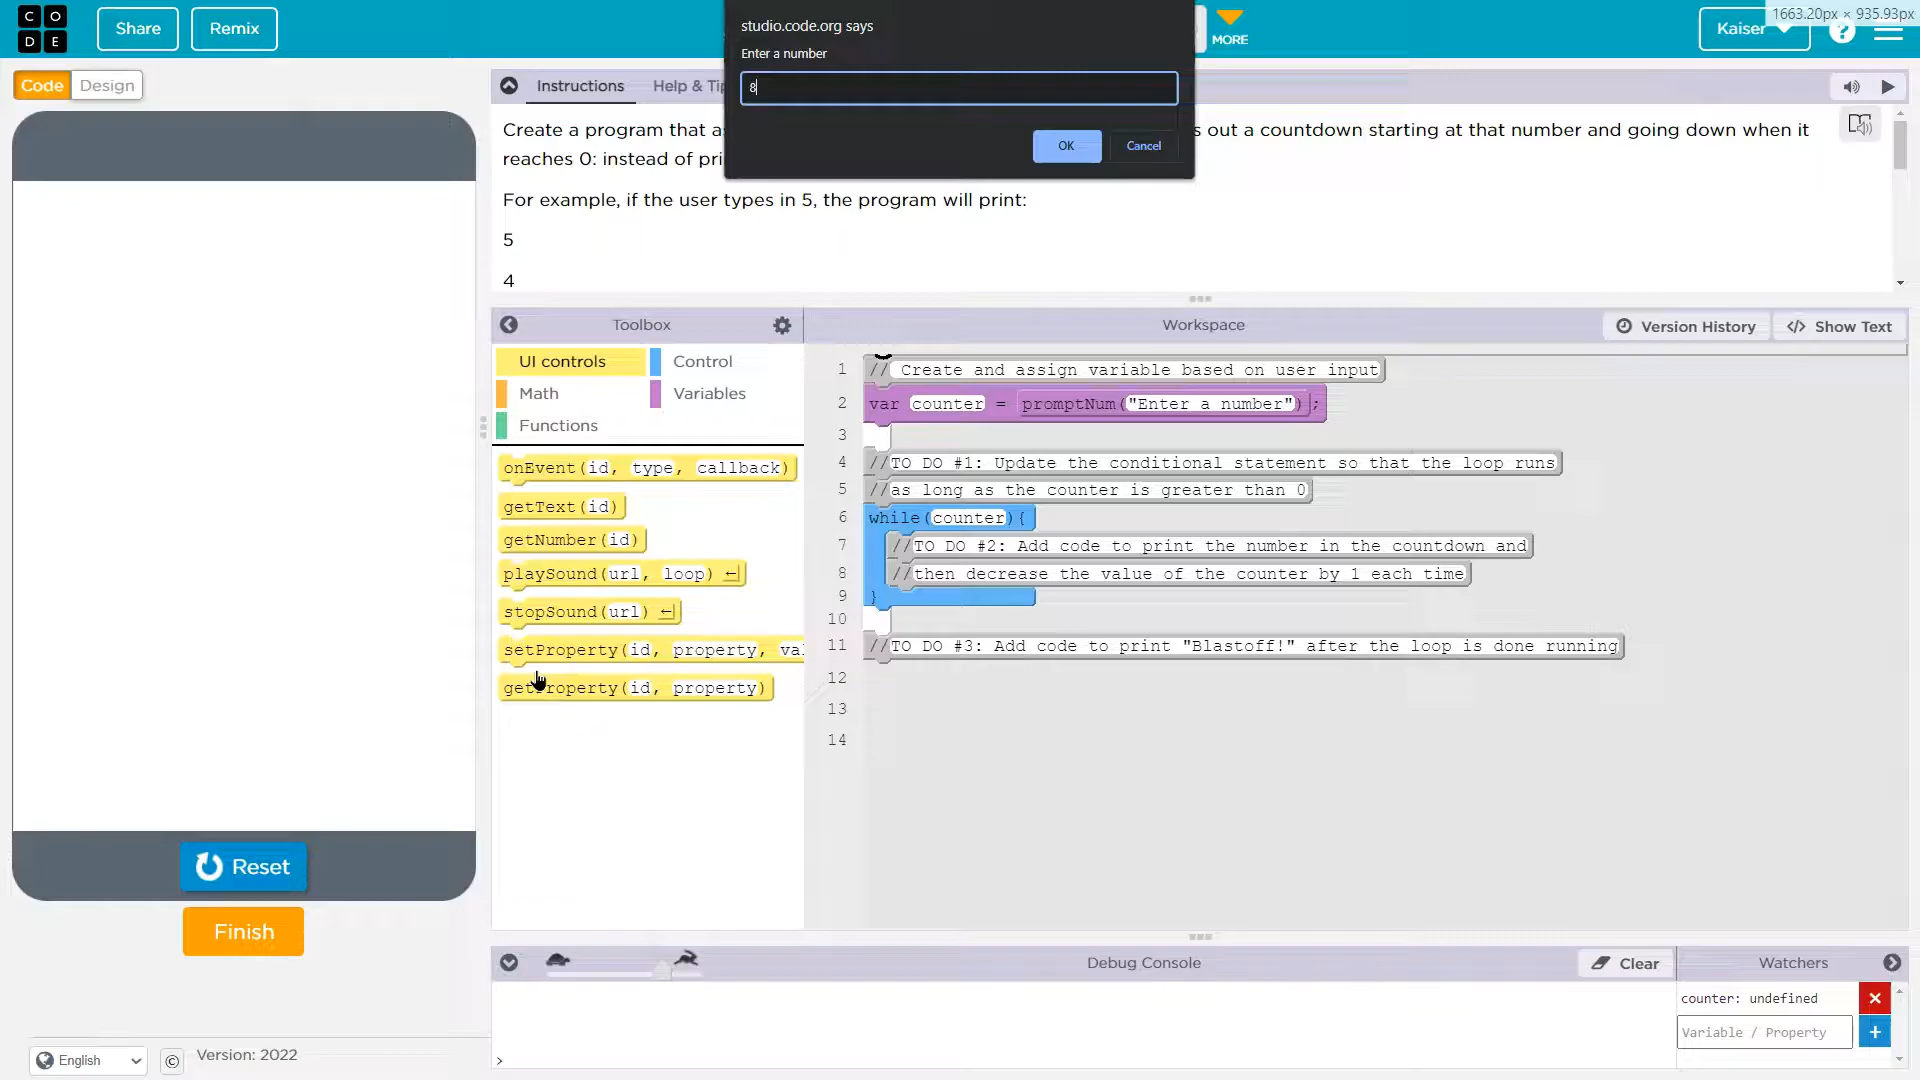 CODE
Share
Remix
MORE
1663.20px × 935.93px
Kaiser
?
studio.code.org says
Enter a number
8
OK
Cancel
Code
Design
Instructions
Help & Tip
Create a program that a
s out a countdown starting at that number and going down when it
reaches 0: instead of pri
For example, if the user types in 5, the program will print:
5
4
Toolbox
Workspace
Version History
</> Show Text
UI controls
Control
Math
Variables
Functions
onEvent(id, type, callback)
getText(id)
getNumber(id)
playSound(url, loop)
stopSound(url)
setProperty(id, property, val
getProperty(id, property)
1 // Create and assign variable based on user input
2 var counter = promptNum("Enter a number");
3
4 //TO DO #1: Update the conditional statement so that the loop runs
5 //as long as the counter is greater than 0
6 while(counter){
7 //TO DO #2: Add code to print the number in the countdown and
8 //then decrease the value of the counter by 1 each time
9 }
10
11 //TO DO #3: Add code to print "Blastoff!" after the loop is done running
12
13
14
Reset
Finish
Debug Console
Clear
Watchers
counter: undefined
Variable / Property
>
English
©
Version: 2022